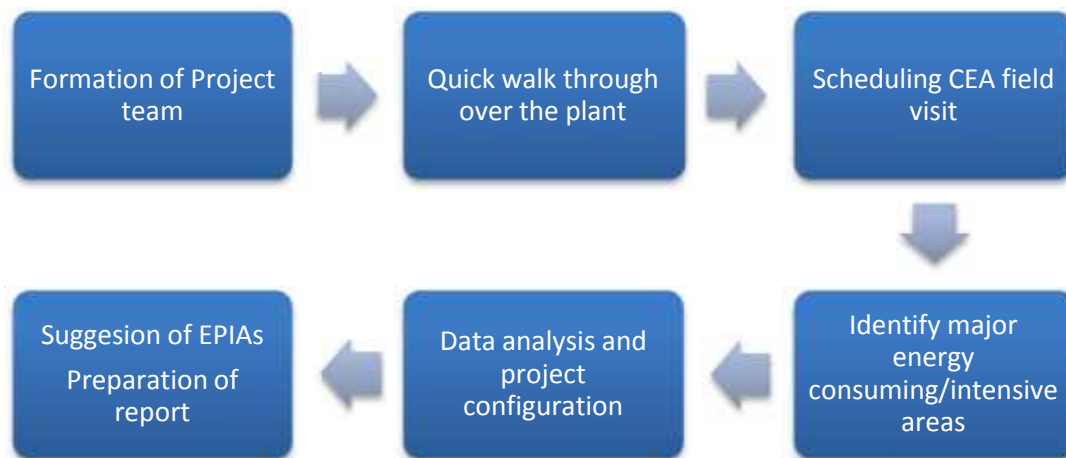 Formation of Project
team
Quick walk through
over the plant
Scheduling CEA field
visit
Identify major
energy
consuming/intensive
areas
Data analysis and
project
configuration
Suggesion of EPIAs
Preparation of
report